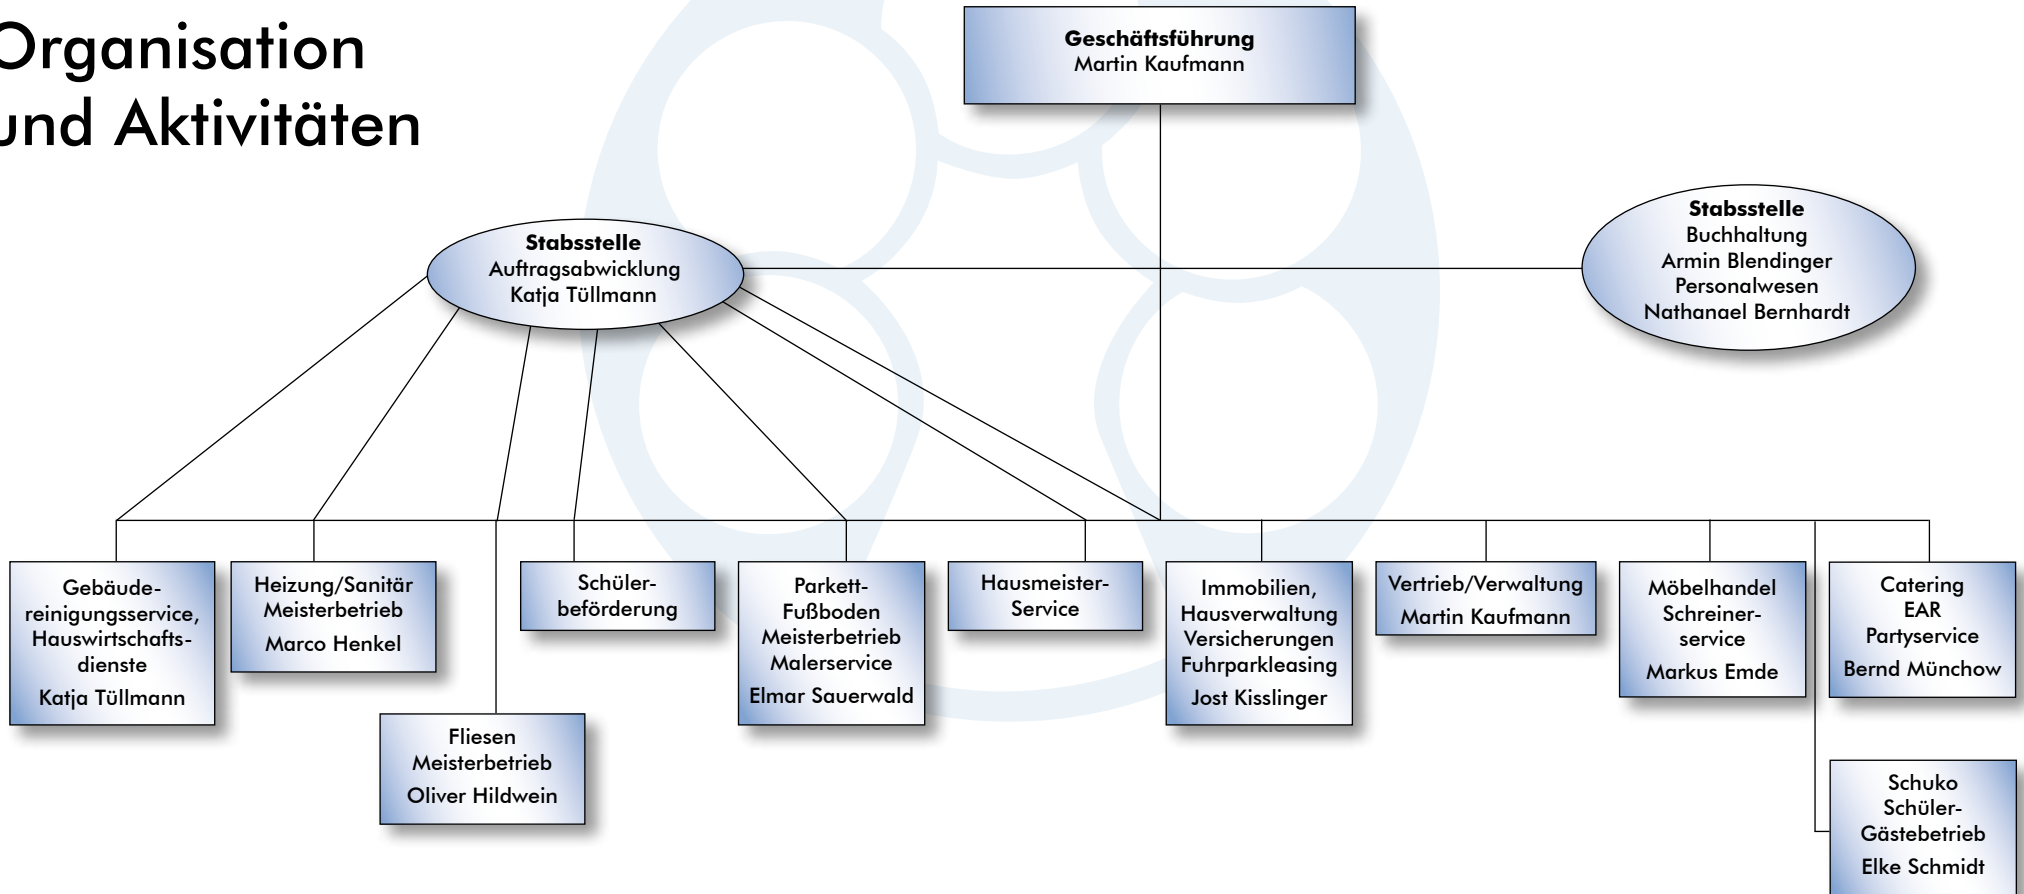 Organisation
und Aktivitäten
Geschäftsführung
Martin Kaufmann
Stabsstelle
Auftragsabwicklung
Katja Tüllmann
Stabsstelle
Buchhaltung
Armin Blendinger
Personalwesen
Nathanael Bernhardt
Gebäude-
reinigungsservice,
Hauswirtschafts-
dienste
Katja Tüllmann
Heizung/Sanitär
Meisterbetrieb
Marco Henkel
Fliesen
Meisterbetrieb
Oliver Hildwein
Schüler-
beförderung
Parkett-
Fußboden
Meisterbetrieb
Malerservice
Elmar Sauerwald
Hausmeister-
Service
Immobilien,
Hausverwaltung
Versicherungen
Fuhrparkleasing
Jost Kisslinger
Vertrieb/Verwaltung
Martin Kaufmann
Möbelhandel
Schreiner-
service
Markus Emde
Catering
EAR
Partyservice
Bernd Münchow
Schuko
Schüler-
Gästebetrieb
Elke Schmidt